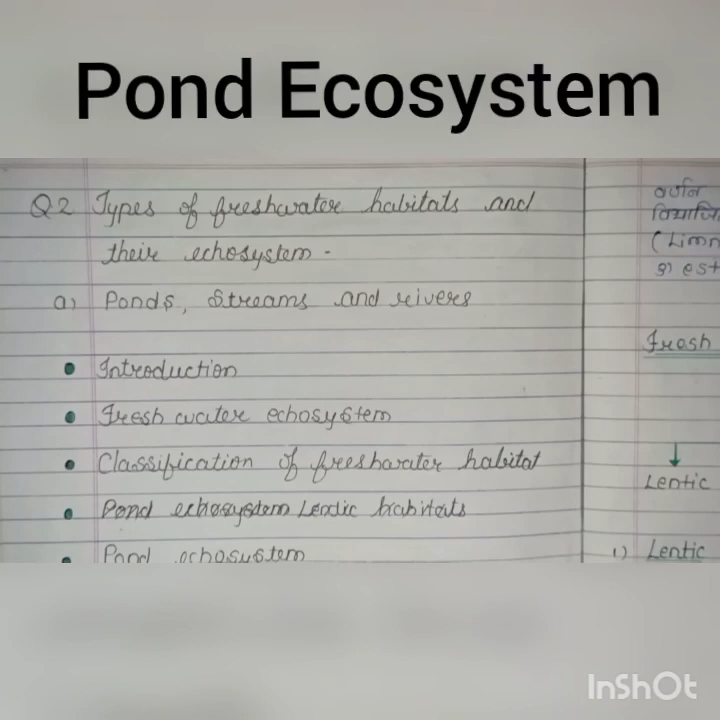 Pond Ecosystem
Q2 Types of freshwater habitats and
their echosystem -
a) Ponds, Streams and rivers
• Introduction
• Fresh water echosystem
• Classification of freshwater habitat
• Pond echosystem Lentic habitats
• Pond echosystem
(Limn
Fresh
↓
Lentic
1) Lentic
InShOt